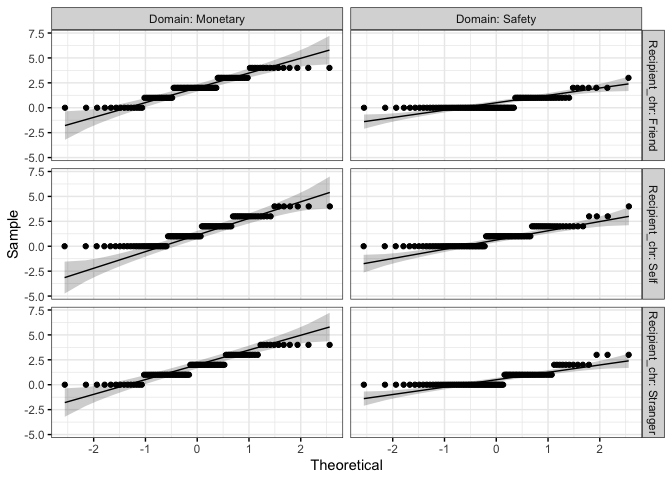 Domain: Monetary
Domain: Safety
7.5
5.0
2.5
0.0
-2.5
-5.0
Recipient_chr: Friend
7.5
5.0
2.5
0.0
-2.5
-5.0
Recipient_chr: Self
7.5
5.0
2.5
0.0
-2.5
-5.0
Recipient_chr: Stranger
Sample
-2 -1 0 1 2
-2 -1 0 1 2
Theoretical